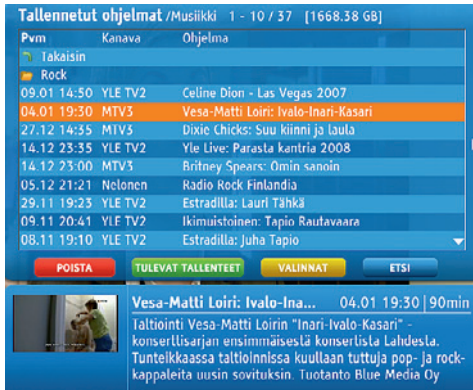 Tallennetut ohjelmat /Musiikki 1 - 10 / 37 [1668.38 GB]
Pvm Kanava Ohjelma
Takaisin
Rock
09.01 14:50 YLE TV2 Celine Dion - Las Vegas 2007
04.01 19:30 MTV3 Vesa-Matti Loiri: Ivalo-Inari-Kasari
27.12 14:35 MTV3 Dixie Chicks: Suu kiinni ja laula
14.12 23:35 YLE TV2 Yle Live: Parasta kantria 2008
14.12 23:00 MTV3 Britney Spears: Omin sanoin
05.12 21:21 Nelonen Radio Rock Finlandia
29.11 19:23 YLE TV2 Estradilla: Lauri Tähkä
09.11 20:41 YLE TV2 Ikimuistoinen: Tapio Rautavaara
08.11 19:10 YLE TV2 Estradilla: Juha Tapio
POISTA TULEVAT TALLENTEET VALINNAT ETSI
Vesa-Matti Loiri: Ivalo-Ina... 04.01 19:30 | 90min
Taltiointi Vesa-Matti Loirin "Inari-Ivalo-Kasari" -
konserttisarjan ensimmäisestä konsertista Lahdesta.
Tunteikkaassa taltioinnissa kuullaan tuttuja pop- ja rock-
kappaleita uusin sovituksin. Tuotanto Blue Media Oy